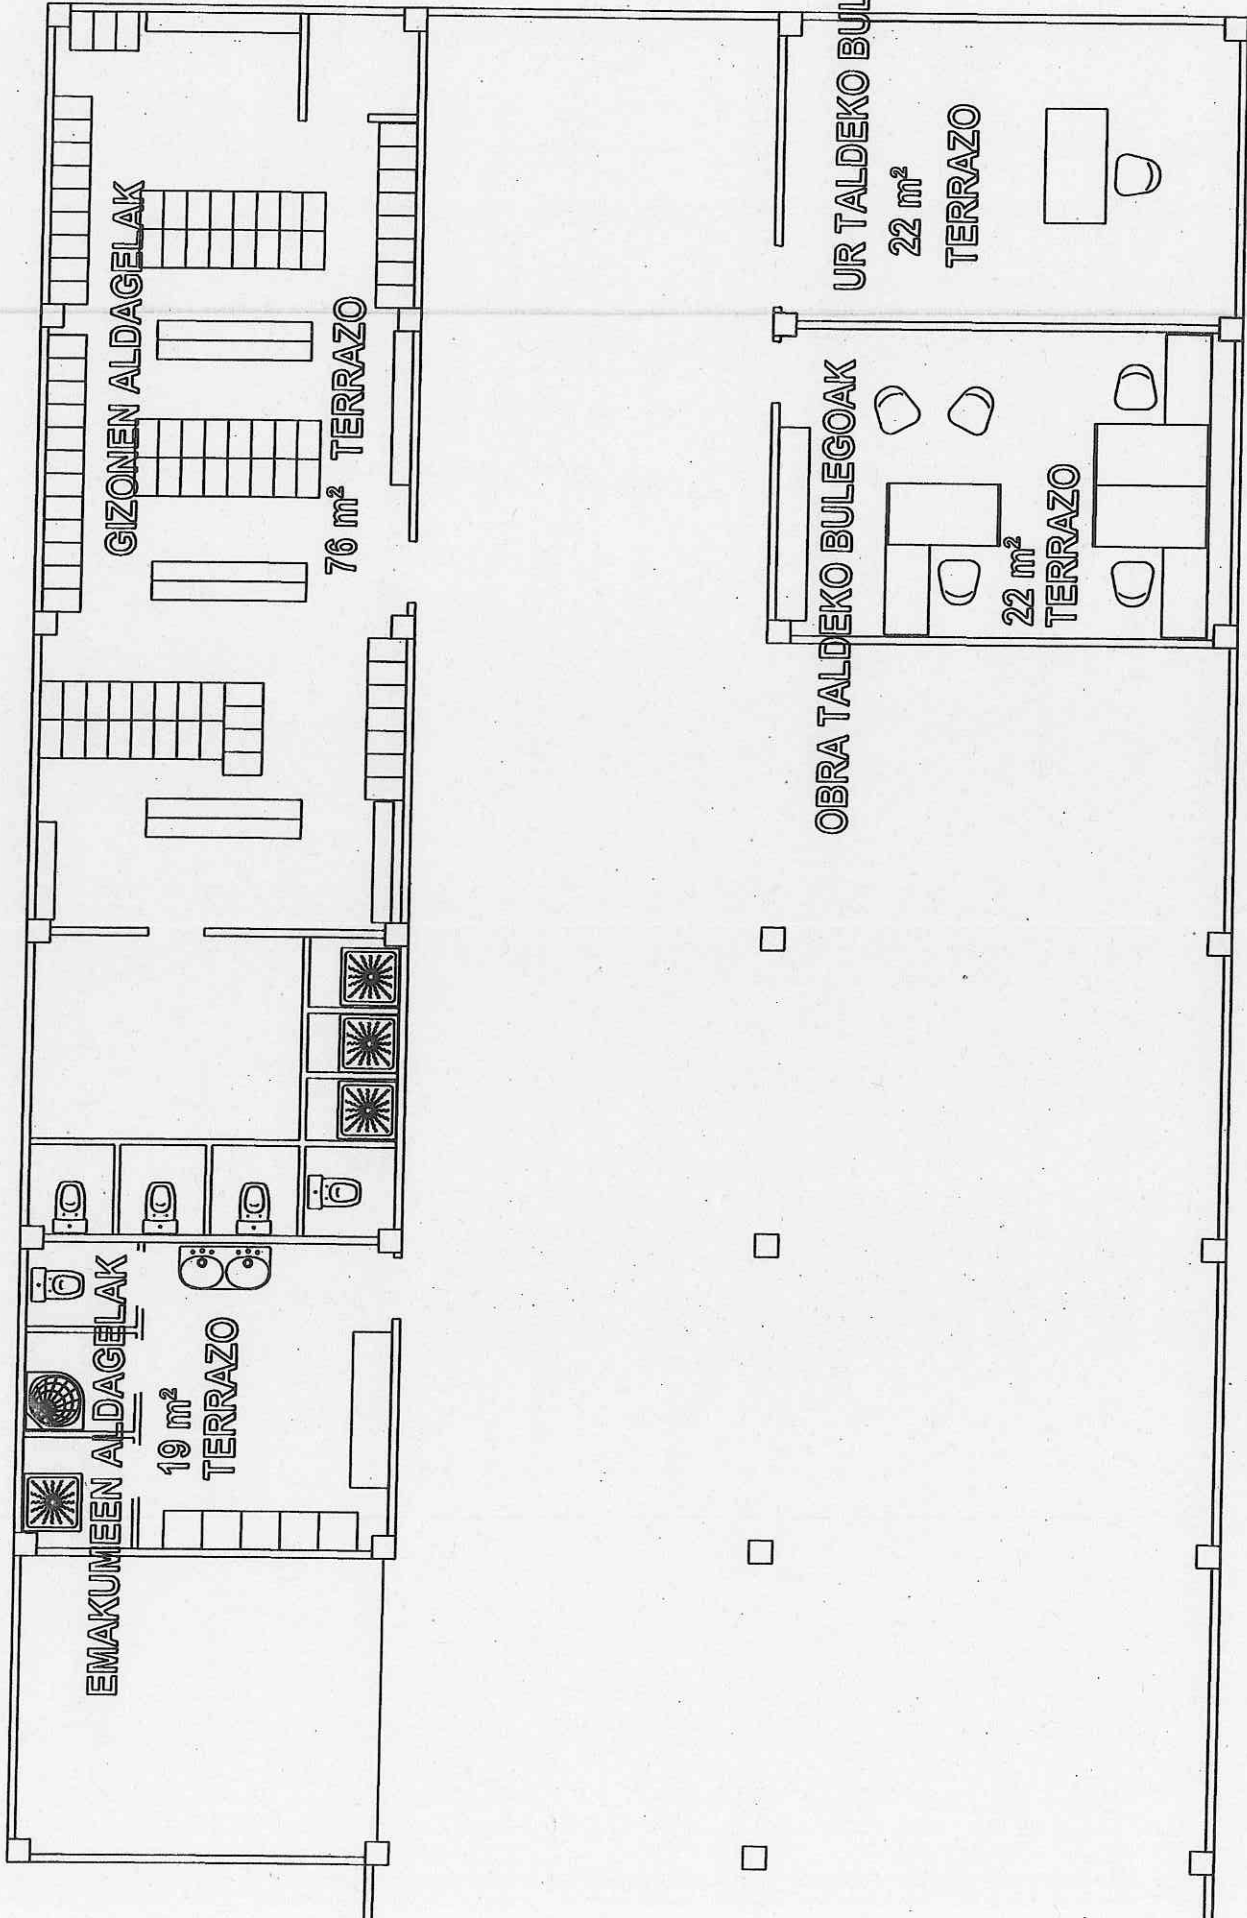 GIZONEN ALDAGELAK
76 m² TERRAZO
UR TALDEKO
22 m²
TERRAZO
OBRA TALDEKO BULEGOAK
22 m²
TERRAZO
EMAKUMEEN ALDAGELAK
19 m²
TERRAZO